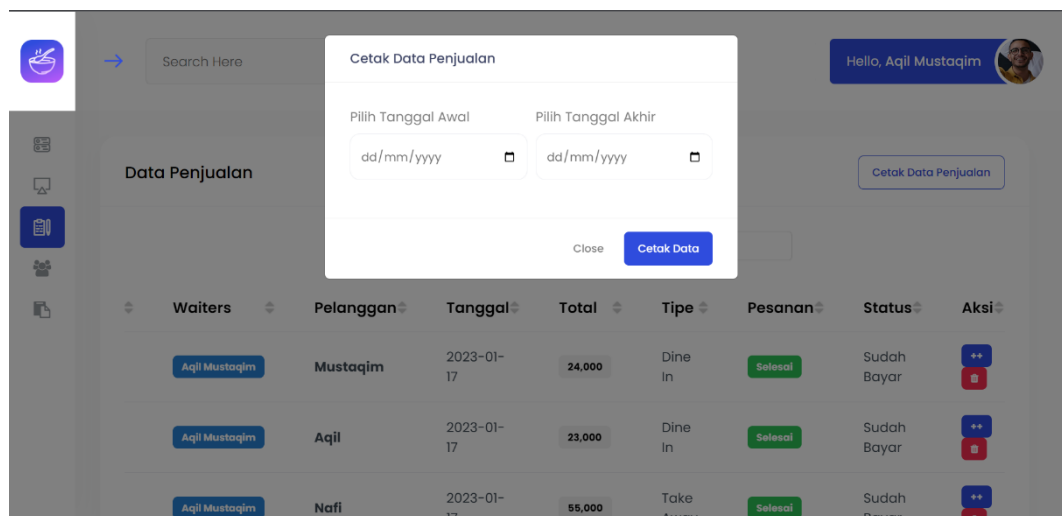 Search Here
Hello, Aqil Mustaqim
Cetak Data Penjualan
Pilih Tanggal Awal
Pilih Tanggal Akhir
dd/mm/yyyy
dd/mm/yyyy
Close
Cetak Data
Data Penjualan
Cetak Data Penjualan
Waiters Pelanggan Tanggal Total Tipe Pesanan Status Aksi
Aqil Mustaqim Mustaqim 2023-01- 24,000 Dine Selesai Sudah
17 In Bayar
Aqil Mustaqim Aqil 2023-01- 23,000 Dine Selesai Sudah
17 In Bayar
Aqil Mustaqim Nafi 2023-01- 55,000 Take Selesai Sudah